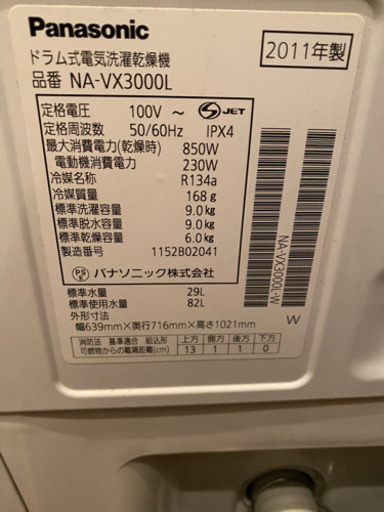 Panasonic
2011年製
ドラム式電気洗濯乾燥機
品番 NA-VX3000L
定格電圧 100V ~ JET
定格周波数 50/60Hz IPX4
最大消費電力(乾燥時) 850W
電動機消費電力 230W
冷媒名称 R134a
冷媒質量 168g
標準洗濯容量 9.0kg
標準脱水容量 9.0kg
標準乾燥容量 6.0kg
製造番号 1152B02041
PSE パナソニック株式会社
標準水量 29L
標準使用水量 82L
外形寸法
幅639mm×奥行716mm×高さ1021mm
消防法 基準適合 組込形 上方 側方 後方 下方
可燃物からの離隔距離(cm) 13 1 1 0
NA-VX3000L-W
W